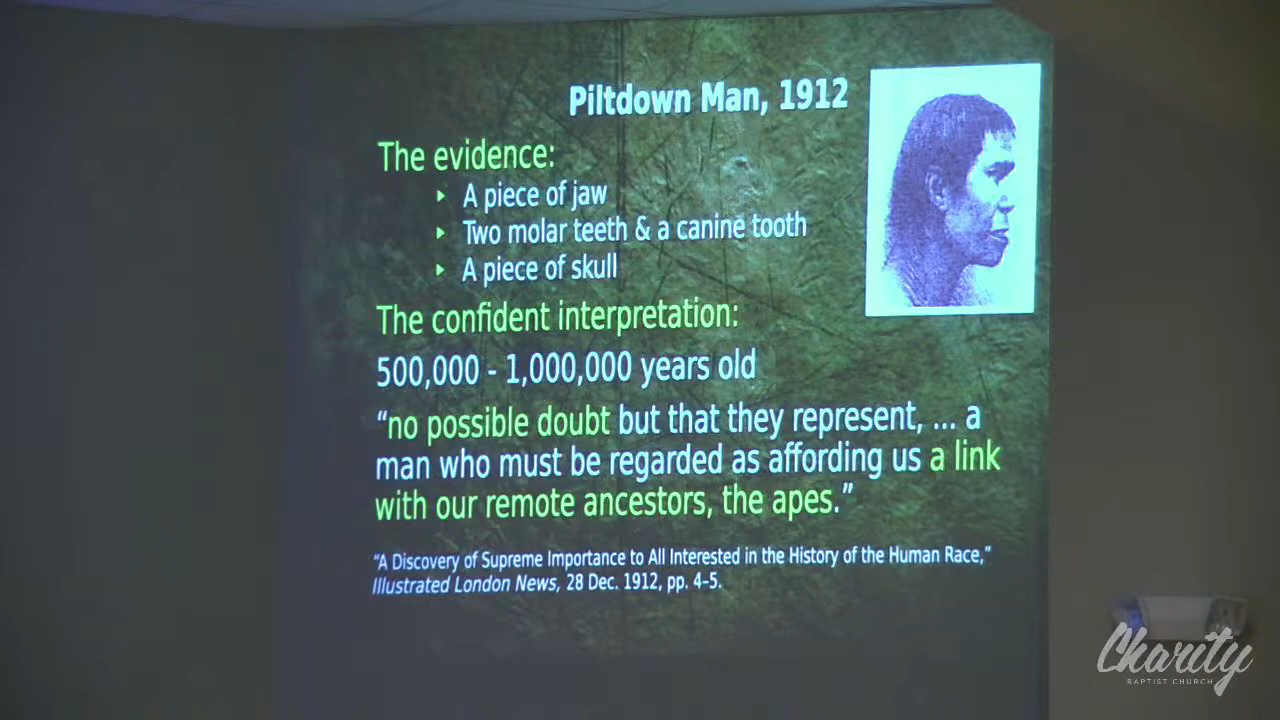 Piltdown Man, 1912
The evidence:
A piece of jaw
Two molar teeth & a canine tooth
A piece of skull
The confident interpretation:
500,000 - 1,000,000 years old
“no possible doubt but that they represent, ... a
man who must be regarded as affording us a link
with our remote ancestors, the apes.”
“A Discovery of Supreme Importance to All Interested in the History of the Human Race,”
Illustrated London News, 28 Dec. 1912, pp. 4–5.
Charity
BAPTIST CHURCH